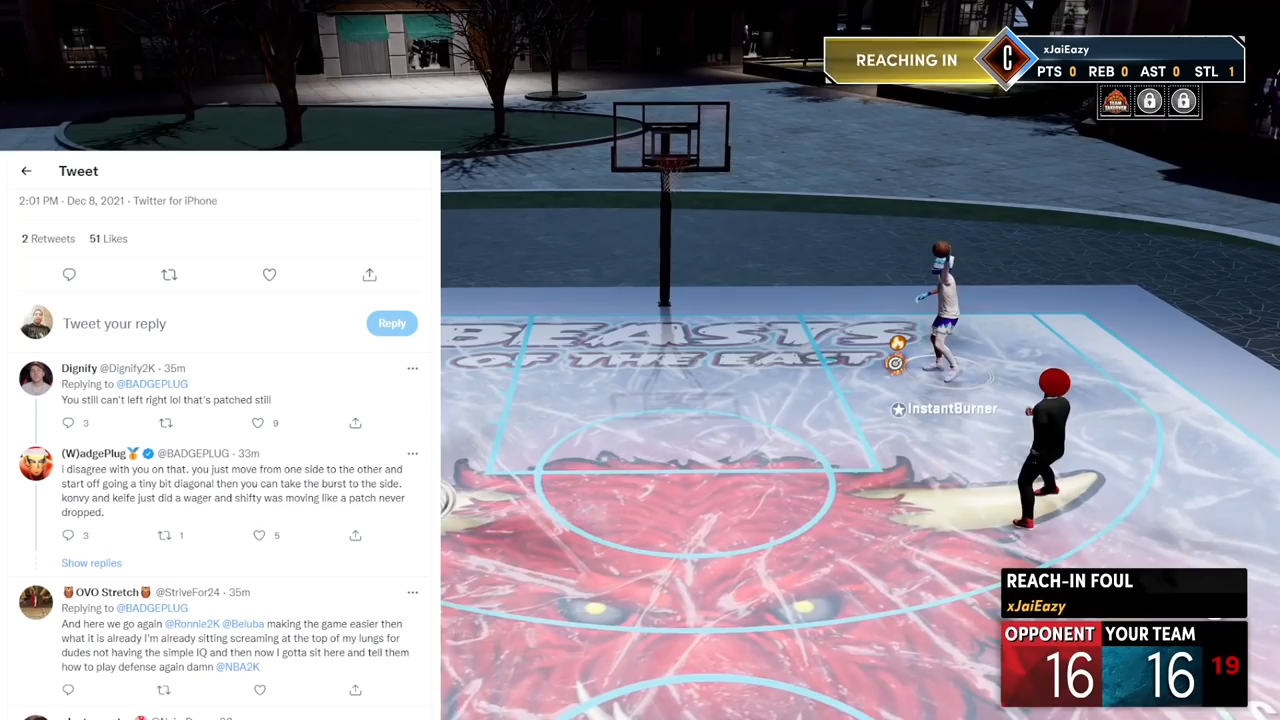 REACHING IN
C
xJaiEazy
PTS 0 REB 0 AST 0 STL 1
TEAM TAKEOVER
Tweet
2:01 PM · Dec 8, 2021 · Twitter for iPhone
2 Retweets 51 Likes
Tweet your reply
Reply
Dignify @Dignify2K · 35m
Replying to @BADGEPLUG
You still can't left right lol that's patched still
3 9
(W)adgePlug🏅 @BADGEPLUG · 33m
I disagree with you on that. you just move from one side to the other and
start off going a tiny bit diagonal then you can take the burst to the side.
konvy and keife just did a wager and shifty was moving like a patch never
dropped.
3 1 5
Show replies
🦉OVO Stretch🦉 @StriveFor24 · 35m
Replying to @BADGEPLUG
And here we go again @Ronnie2K @Beluba making the game easier then
what it is already I'm already sitting screaming at the top of my lungs for
dudes not having the simple IQ and then now I gotta sit here and tell them
how to play defense again damn @NBA2K
BEASTS
OF THE EAST
InstantBurner
REACH-IN FOUL
xJaiEazy
OPPONENT YOUR TEAM
16 16 19